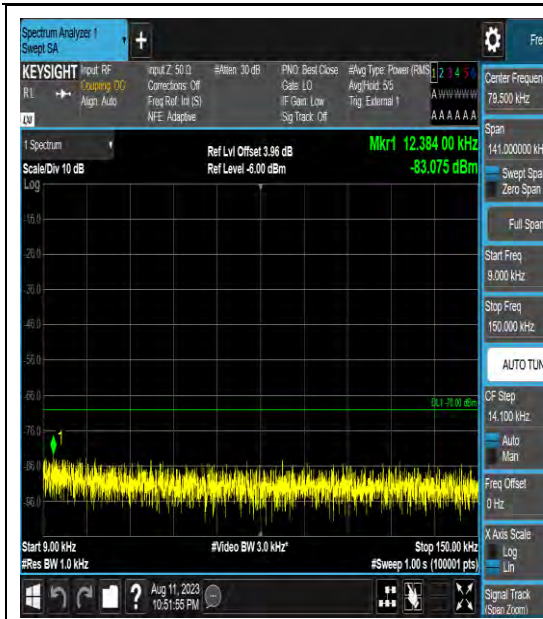 Spectrum Analyzer 1
Swept SA
+
Fre
KEYSIGHT
Input: RF
Input Z: 50 Ω
#Atten: 30 dB
PNO: Best Close
#Avg Type: Power (RMS
1 2 3 4 5 6
RL
Coupling: DC
Corrections: Off
Gate: LO
Avg|Hold: 5/5
A W W W W W
Align: Auto
Freq Ref: Int (S)
IF Gain: Low
Trig: External 1
NFE: Adaptive
Sig Track: Off
A A A A A A
LXI
Center Frequen
79.500 kHz
Span
141.000000 kH
Swept Spa
Zero Span
Full Span
Start Freq
9.000 kHz
Stop Freq
150.000 kHz
AUTO TUN
CF Step
14.100 kHz
Auto
Man
Freq Offset
0 Hz
X Axis Scale
Log
Lin
Signal Track
(Span Zoom)
1 Spectrum
Ref Lvl Offset 3.96 dB
Mkr1 12.384 00 kHz
Scale/Div 10 dB
Ref Level -6.00 dBm
-83.075 dBm
Log
-16.0
-26.0
-36.0
-46.0
-56.0
-66.0
DL1 -70.00 dBm
-76.0
1
-86.0
-96.0
Start 9.00 kHz
#Video BW 3.0 kHz*
Stop 150.00 kHz
#Res BW 1.0 kHz
#Sweep 1.00 s (100001 pts)
?
Aug 11, 2023
10:51:55 PM